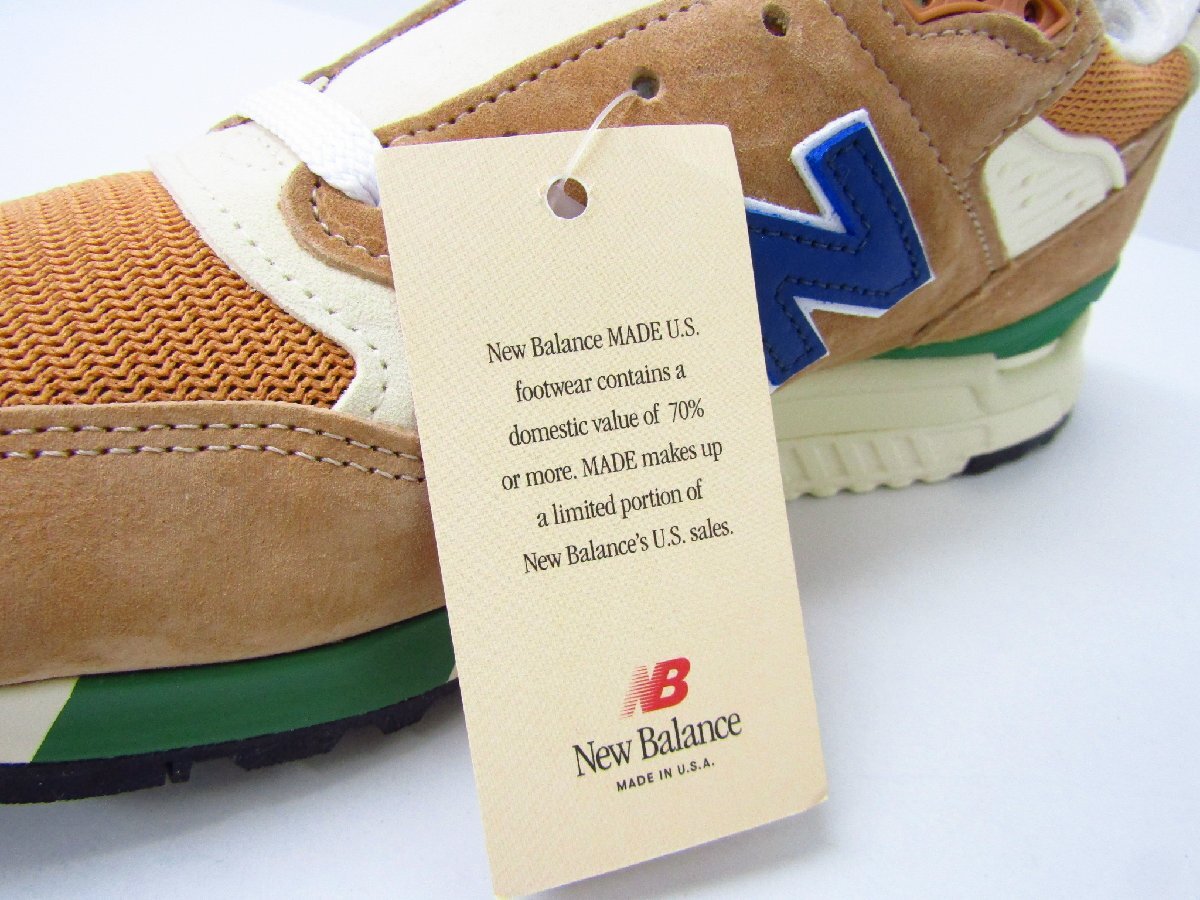 New Balance MADE U.S.
footwear contains a
domestic value of 70%
or more. MADE makes up
a limited portion of
New Balance's U.S. sales.
NB
New Balance
MADE IN U.S.A.
N